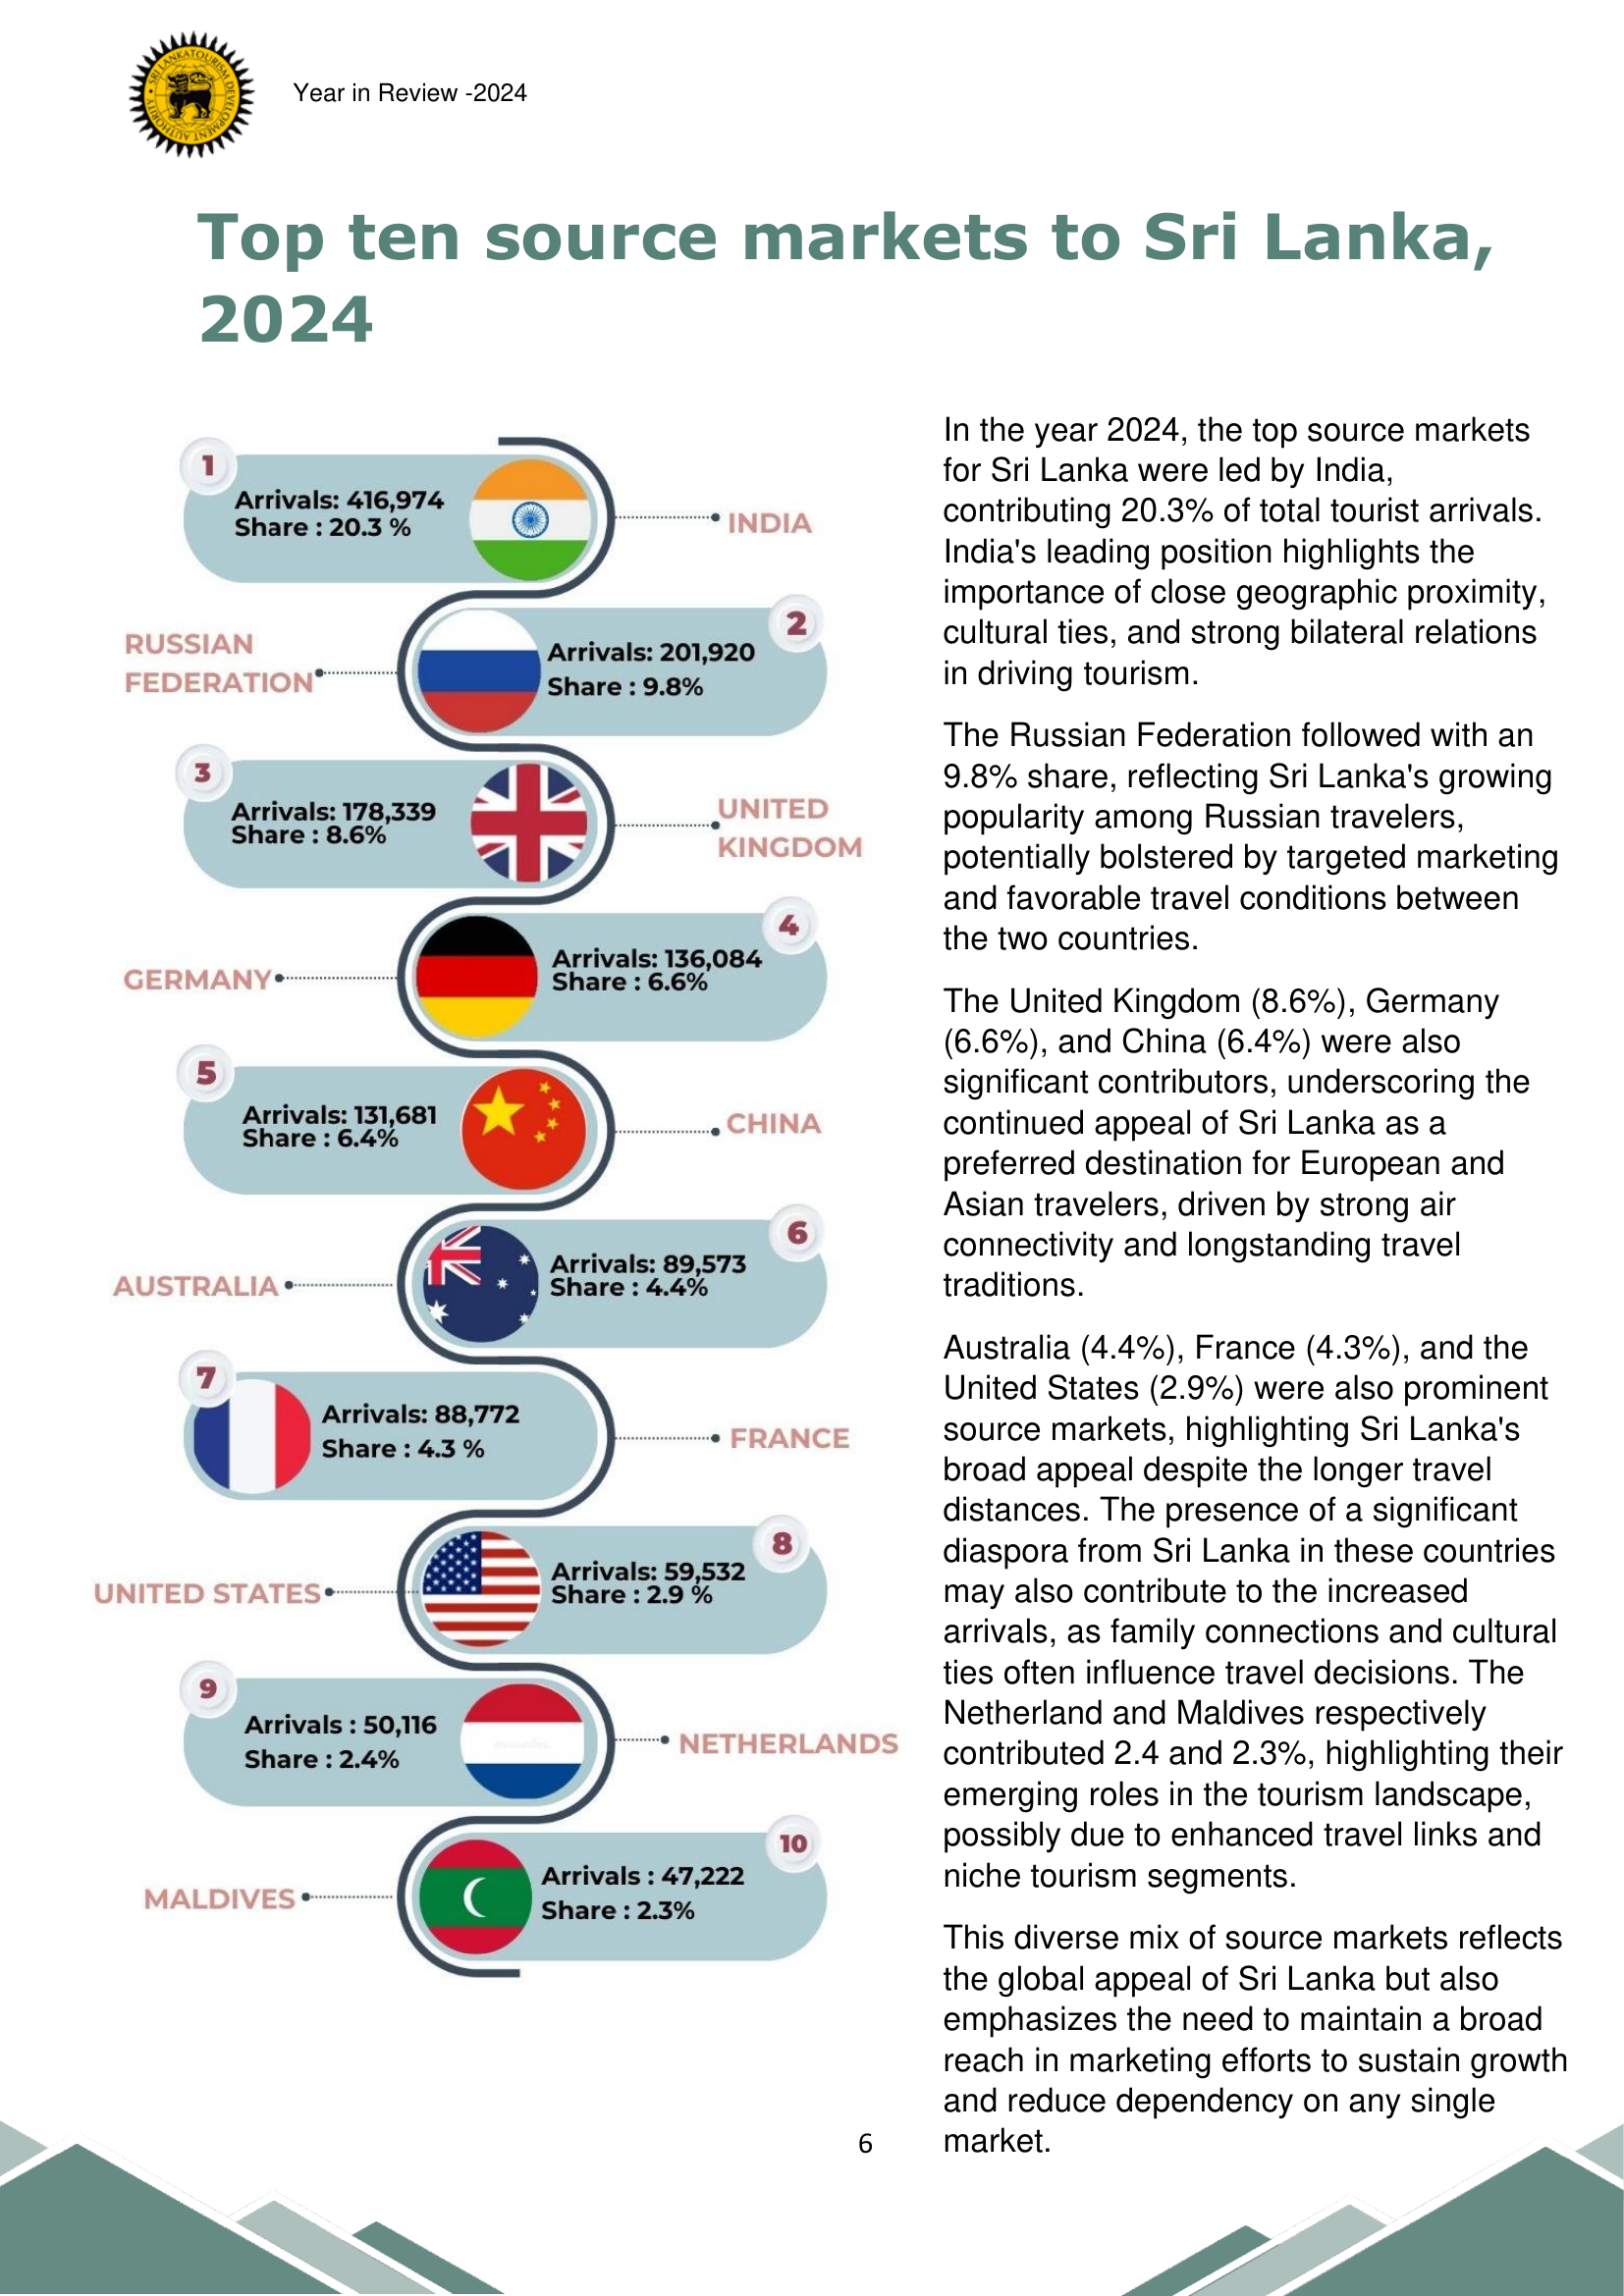 SRI LANKA TOURISM DEVELOPMENT AUTHORITY
Year in Review -2024
Top ten source markets to Sri Lanka,
2024
1
Arrivals: 416,974
Share : 20.3 %
INDIA
RUSSIAN
FEDERATION
2
Arrivals: 201,920
Share : 9.8%
3
Arrivals: 178,339
Share : 8.6%
UNITED
KINGDOM
4
Arrivals: 136,084
Share : 6.6%
GERMANY
5
Arrivals: 131,681
Share : 6.4%
CHINA
6
Arrivals: 89,573
Share : 4.4%
AUSTRALIA
7
Arrivals: 88,772
Share : 4.3 %
FRANCE
8
Arrivals: 59,532
Share : 2.9 %
UNITED STATES
9
Arrivals : 50,116
Share : 2.4%
NETHERLANDS
10
Arrivals : 47,222
Share : 2.3%
MALDIVES
In the year 2024, the top source markets
for Sri Lanka were led by India,
contributing 20.3% of total tourist arrivals.
India's leading position highlights the
importance of close geographic proximity,
cultural ties, and strong bilateral relations
in driving tourism.
The Russian Federation followed with an
9.8% share, reflecting Sri Lanka's growing
popularity among Russian travelers,
potentially bolstered by targeted marketing
and favorable travel conditions between
the two countries.
The United Kingdom (8.6%), Germany
(6.6%), and China (6.4%) were also
significant contributors, underscoring the
continued appeal of Sri Lanka as a
preferred destination for European and
Asian travelers, driven by strong air
connectivity and longstanding travel
traditions.
Australia (4.4%), France (4.3%), and the
United States (2.9%) were also prominent
source markets, highlighting Sri Lanka's
broad appeal despite the longer travel
distances. The presence of a significant
diaspora from Sri Lanka in these countries
may also contribute to the increased
arrivals, as family connections and cultural
ties often influence travel decisions. The
Netherland and Maldives respectively
contributed 2.4 and 2.3%, highlighting their
emerging roles in the tourism landscape,
possibly due to enhanced travel links and
niche tourism segments.
This diverse mix of source markets reflects
the global appeal of Sri Lanka but also
emphasizes the need to maintain a broad
reach in marketing efforts to sustain growth
and reduce dependency on any single
market.
6